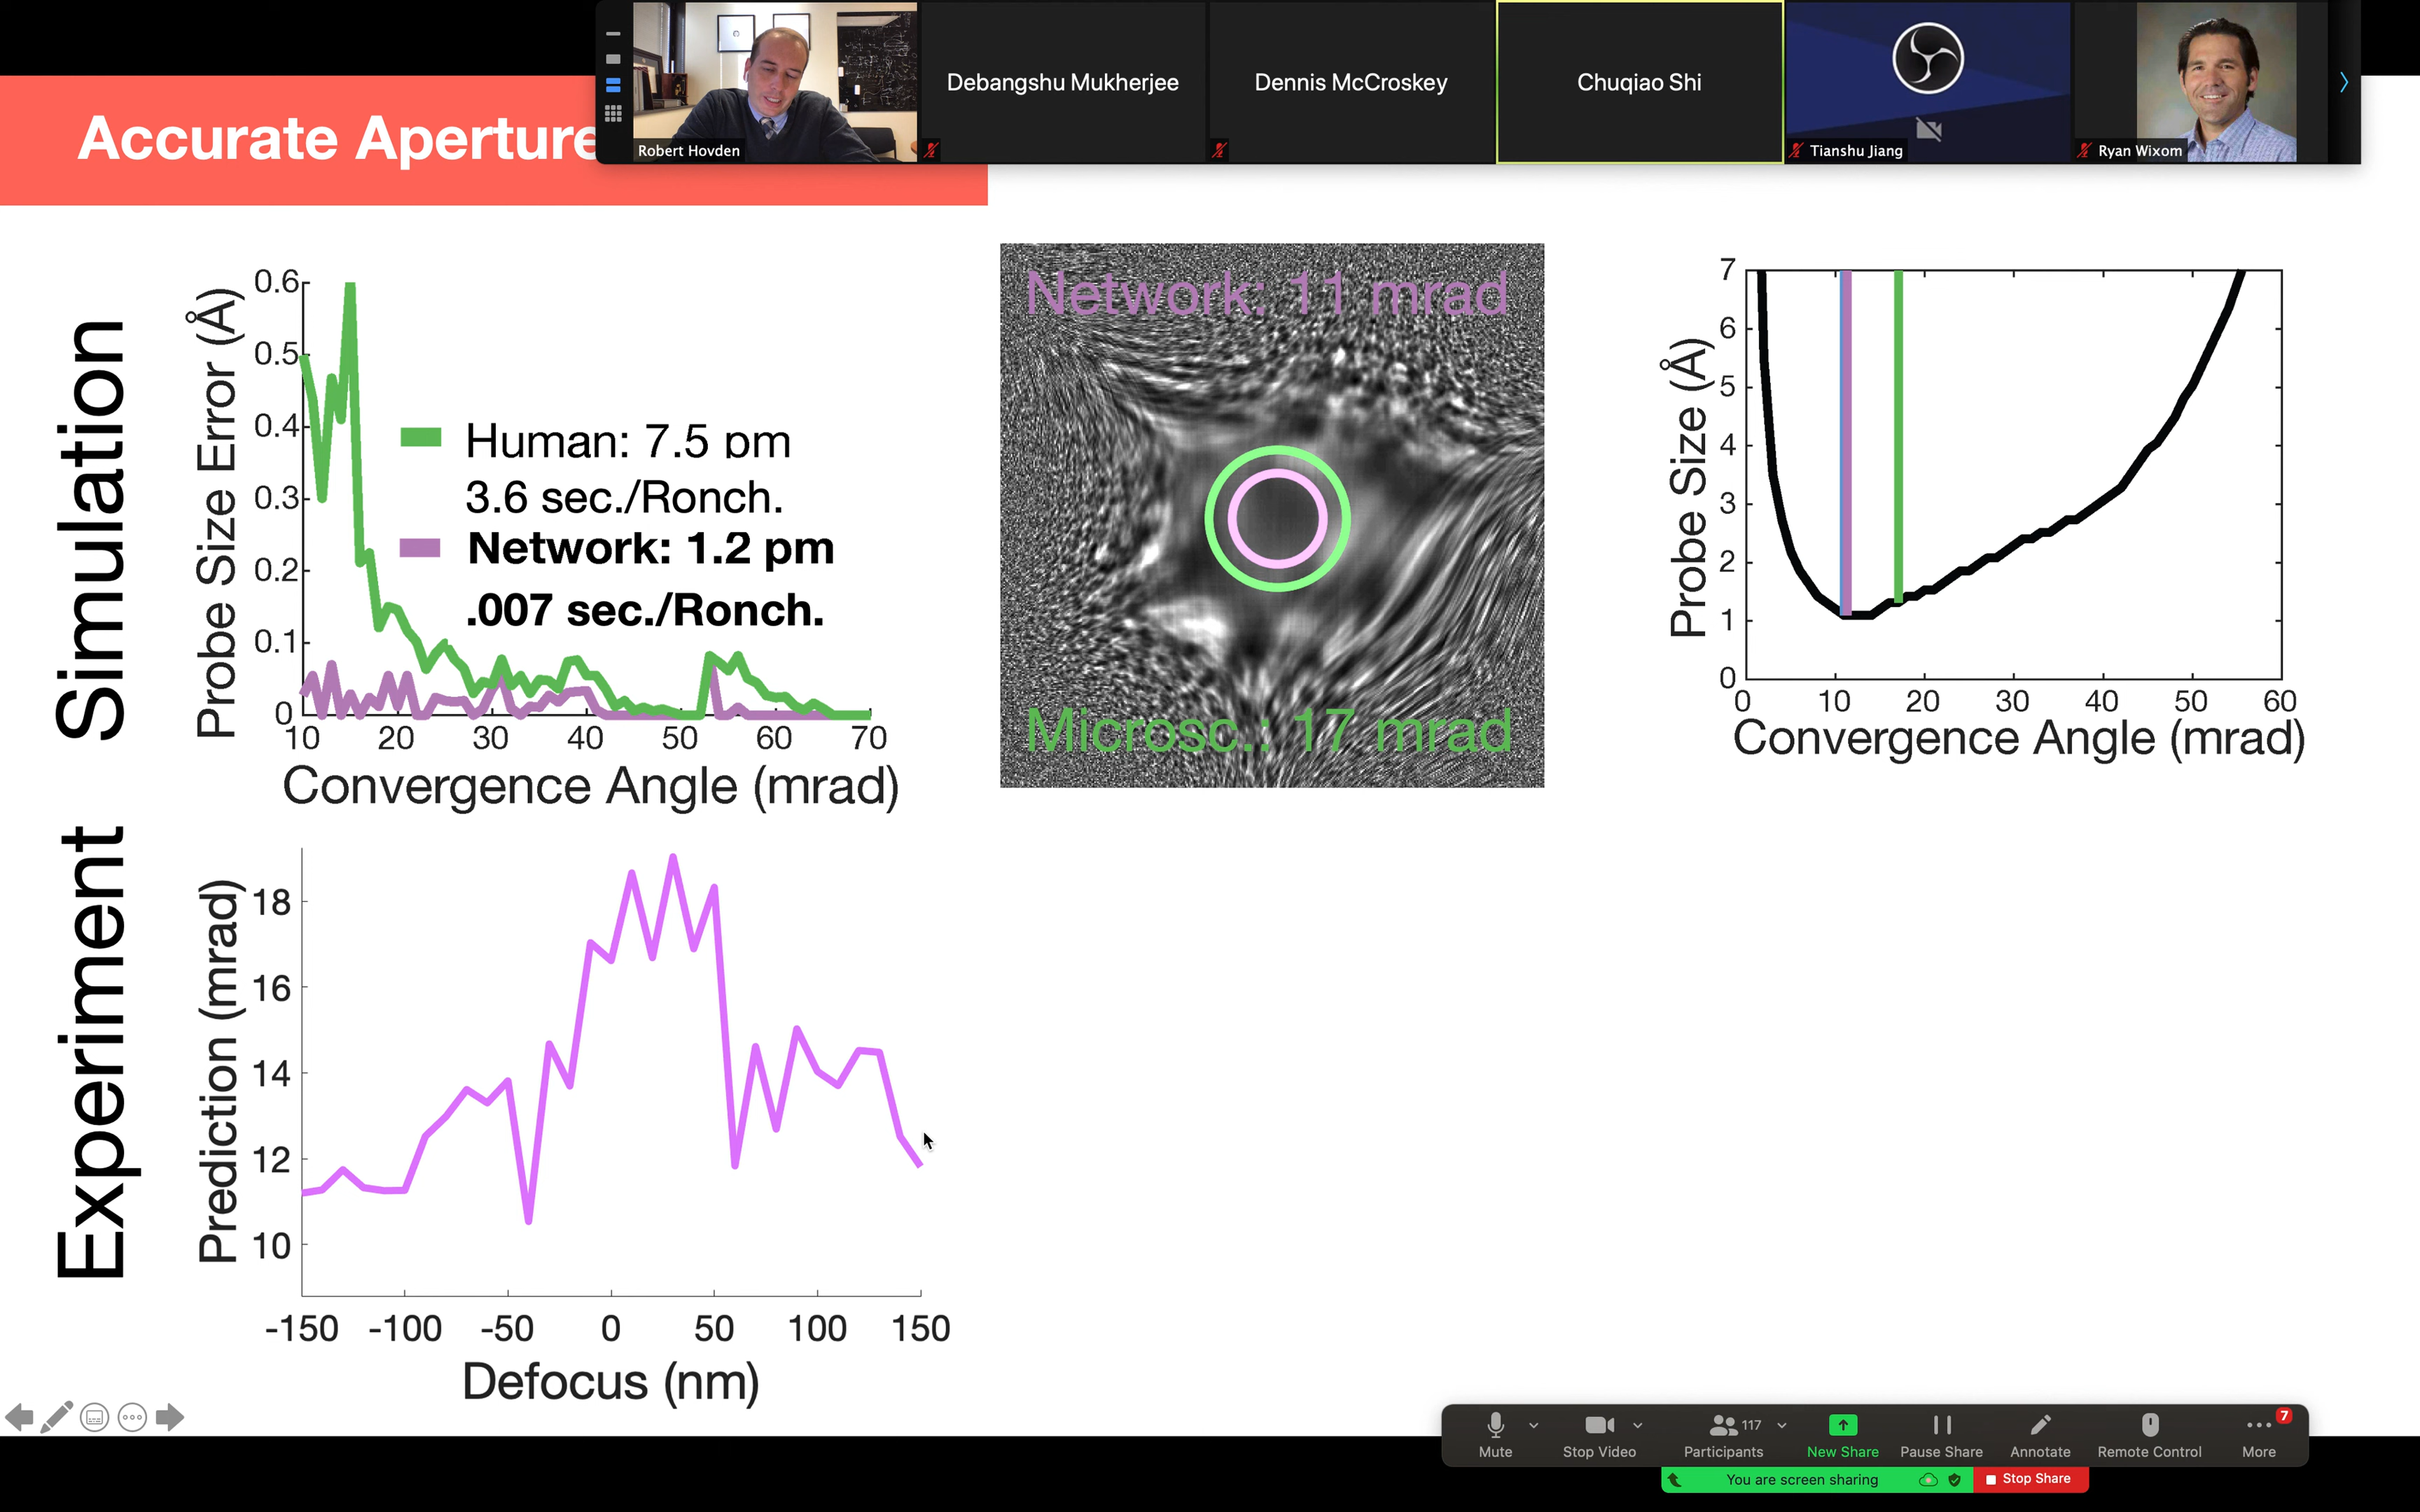 Robert Hovden
Debangshu Mukherjee
Dennis McCroskey
Chuqiao Shi
Tianshu Jiang
Ryan Wixom
Accurate Aperture
Simulation
Probe Size Error (Å)
0.6
0.5
0.4
0.3
0.2
0.1
0
10 20 30 40 50 60 70
Convergence Angle (mrad)
Human: 7.5 pm
3.6 sec./Ronch.
Network: 1.2 pm
.007 sec./Ronch.
Network: 11 mrad
Microsc.: 17 mrad
Probe Size (Å)
7
6
5
4
3
2
1
0
0 10 20 30 40 50 60
Convergence Angle (mrad)
Experiment
Prediction (mrad)
18
16
14
12
10
-150 -100 -50 0 50 100 150
Defocus (nm)
117
7
Mute
Stop Video
Participants
New Share
Pause Share
Annotate
Remote Control
More
You are screen sharing
Stop Share